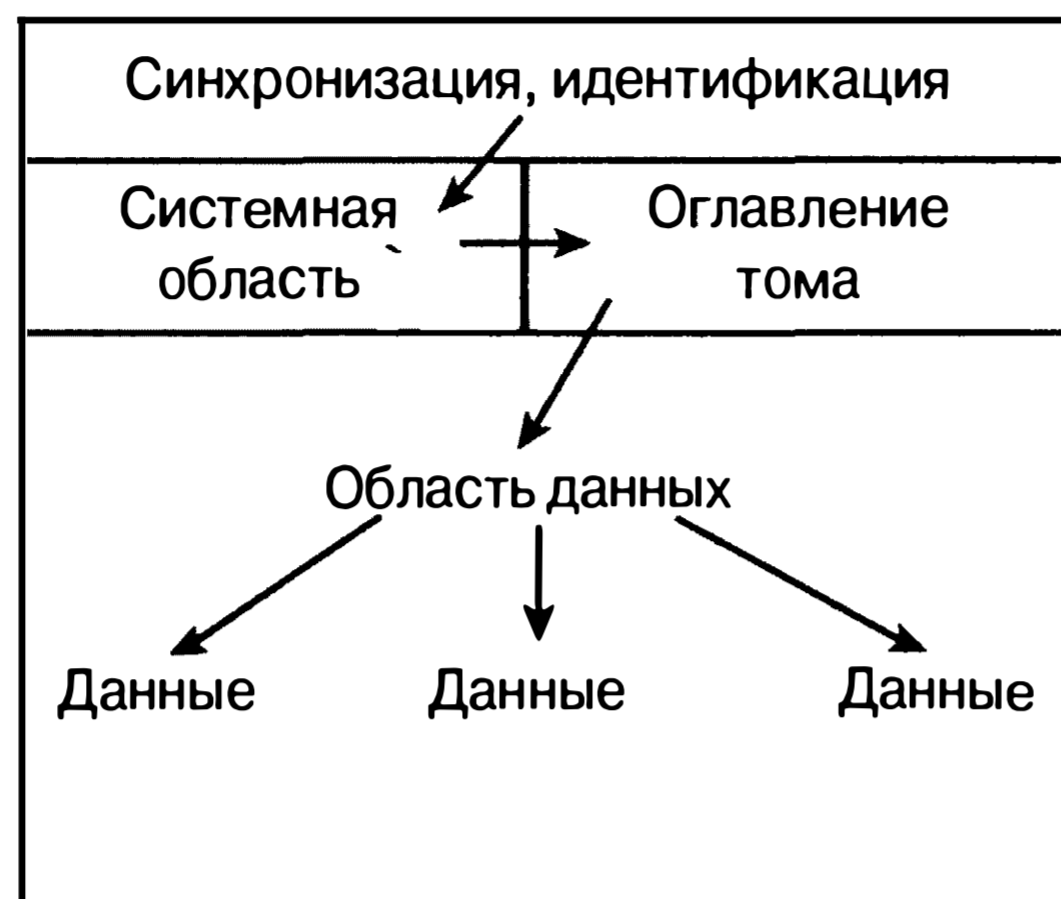 Синхронизация, идентификация
Системная
область
Оглавление
тома
Область данных
Данные
Данные
Данные